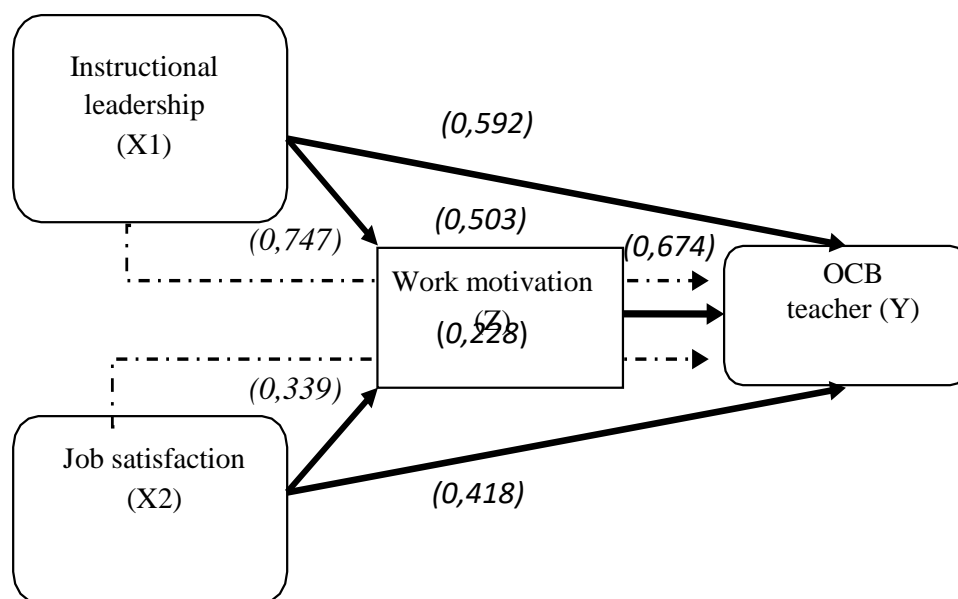 Instructional
leadership
(X1)
(0,592)
(0,747)
(0,503)
(0,674)
Work motivation
(Z)
(0,228)
OCB
teacher (Y)
(0,339)
Job satisfaction
(X2)
(0,418)